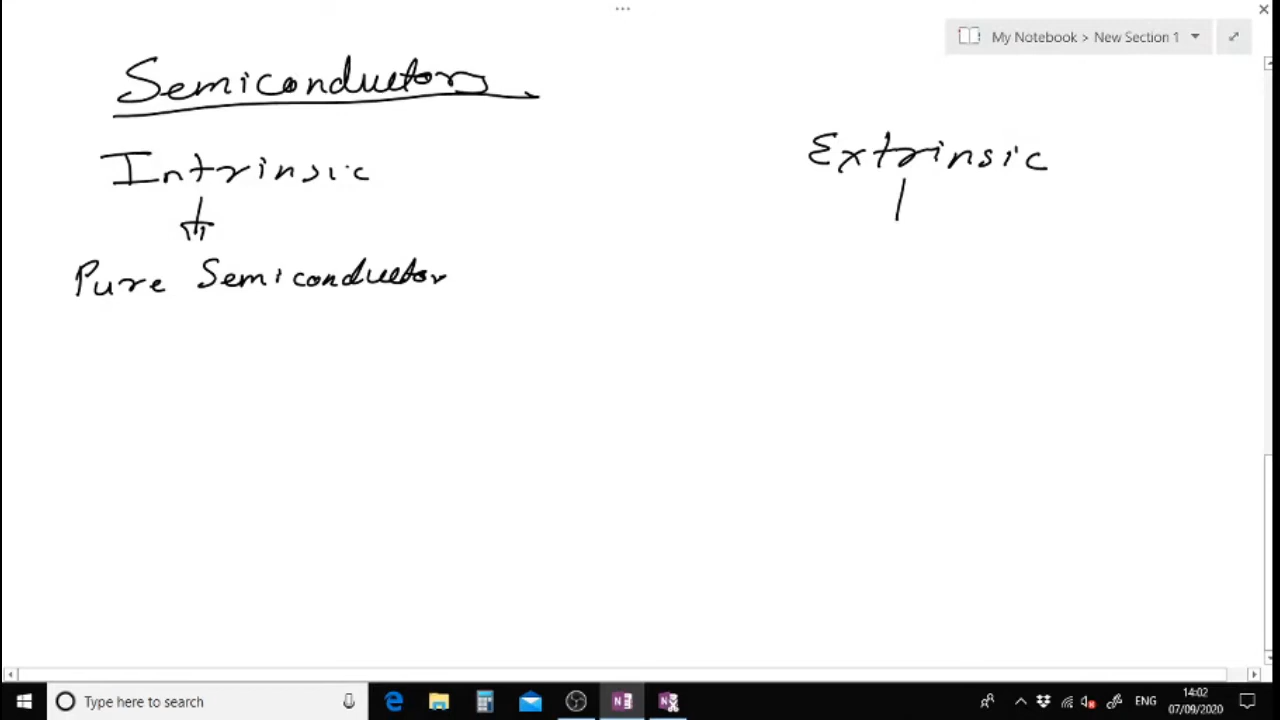 My Notebook > New Section 1
Semiconductors
Intrinsic
Extrinsic
Pure Semiconductor
Type here to search
ENG
14:02
07/09/2020